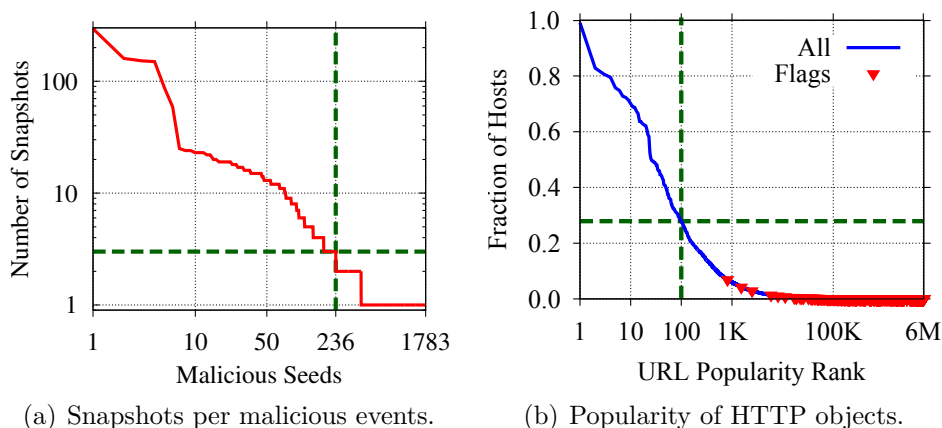 Number of Snapshots
100
10
1
1
10
50
236
1783
Malicious Seeds
(a) Snapshots per malicious events.
Fraction of Hosts
1.0
0.8
0.6
0.4
0.2
0.0
All
Flags
1
10
100
1K
100K
6M
URL Popularity Rank
(b) Popularity of HTTP objects.